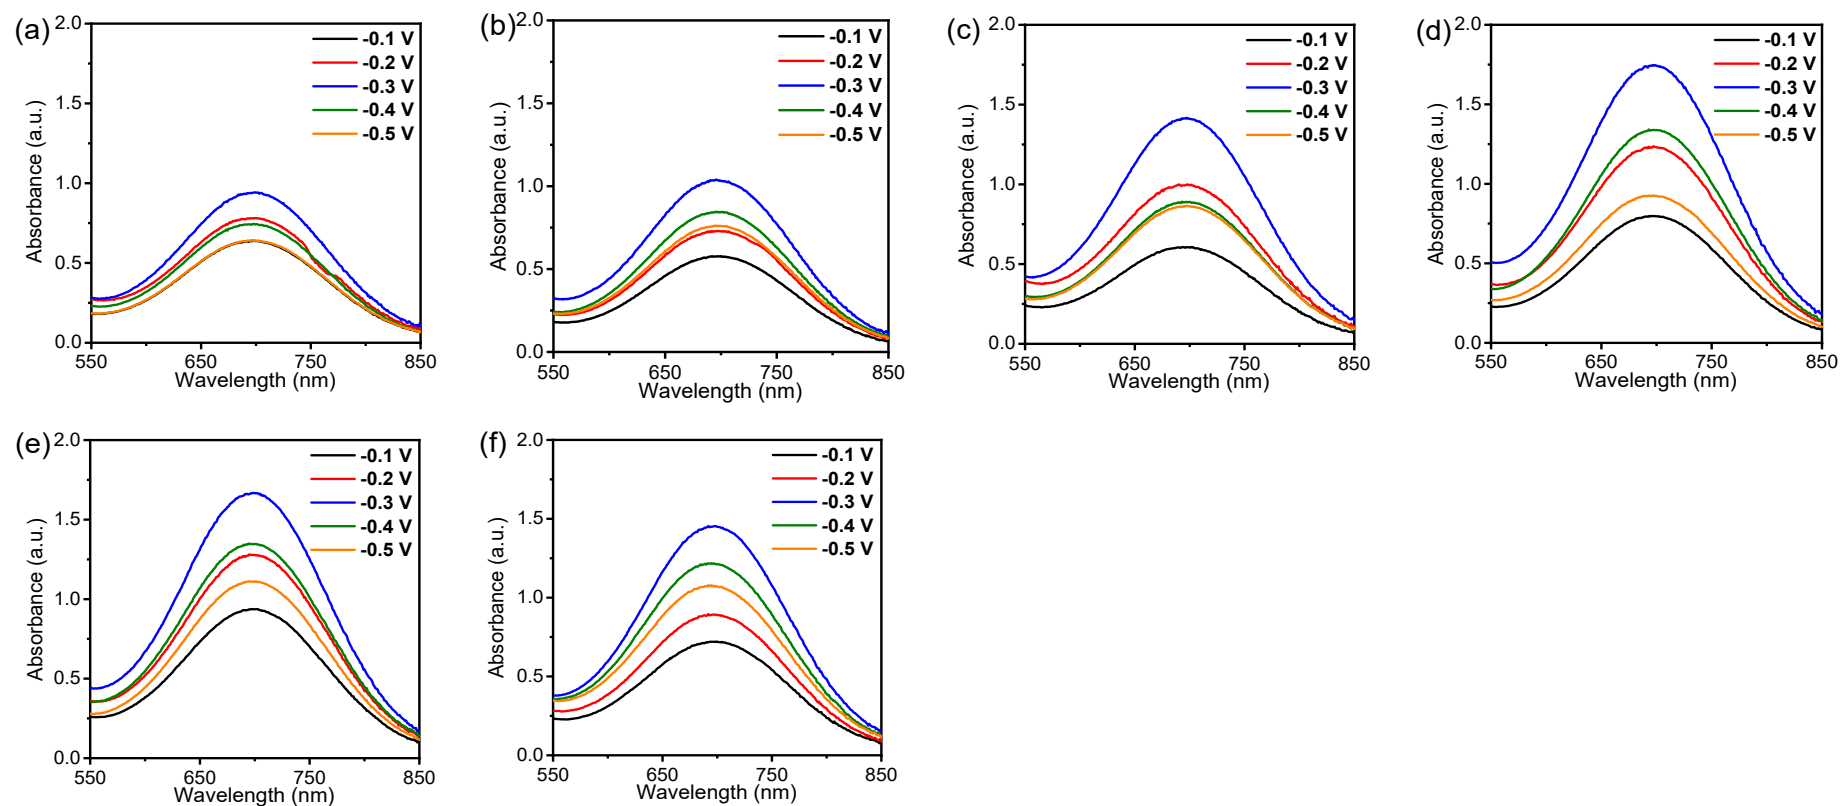 (a)
2.0
1.5
1.0
0.5
0.0
550
650
750
850
Absorbance (a.u.)
Wavelength (nm)
-0.1 V
-0.2 V
-0.3 V
-0.4 V
-0.5 V
(b)
2.0
1.5
1.0
0.5
0.0
550
650
750
850
Absorbance (a.u.)
Wavelength (nm)
-0.1 V
-0.2 V
-0.3 V
-0.4 V
-0.5 V
(c)
2.0
1.5
1.0
0.5
0.0
550
650
750
850
Absorbance (a.u.)
Wavelength (nm)
-0.1 V
-0.2 V
-0.3 V
-0.4 V
-0.5 V
(d)
2.0
1.5
1.0
0.5
0.0
550
650
750
850
Absorbance (a.u.)
Wavelength (nm)
-0.1 V
-0.2 V
-0.3 V
-0.4 V
-0.5 V
(e)
2.0
1.5
1.0
0.5
0.0
550
650
750
850
Absorbance (a.u.)
Wavelength (nm)
-0.1 V
-0.2 V
-0.3 V
-0.4 V
-0.5 V
(f)
2.0
1.5
1.0
0.5
0.0
550
650
750
850
Absorbance (a.u.)
Wavelength (nm)
-0.1 V
-0.2 V
-0.3 V
-0.4 V
-0.5 V